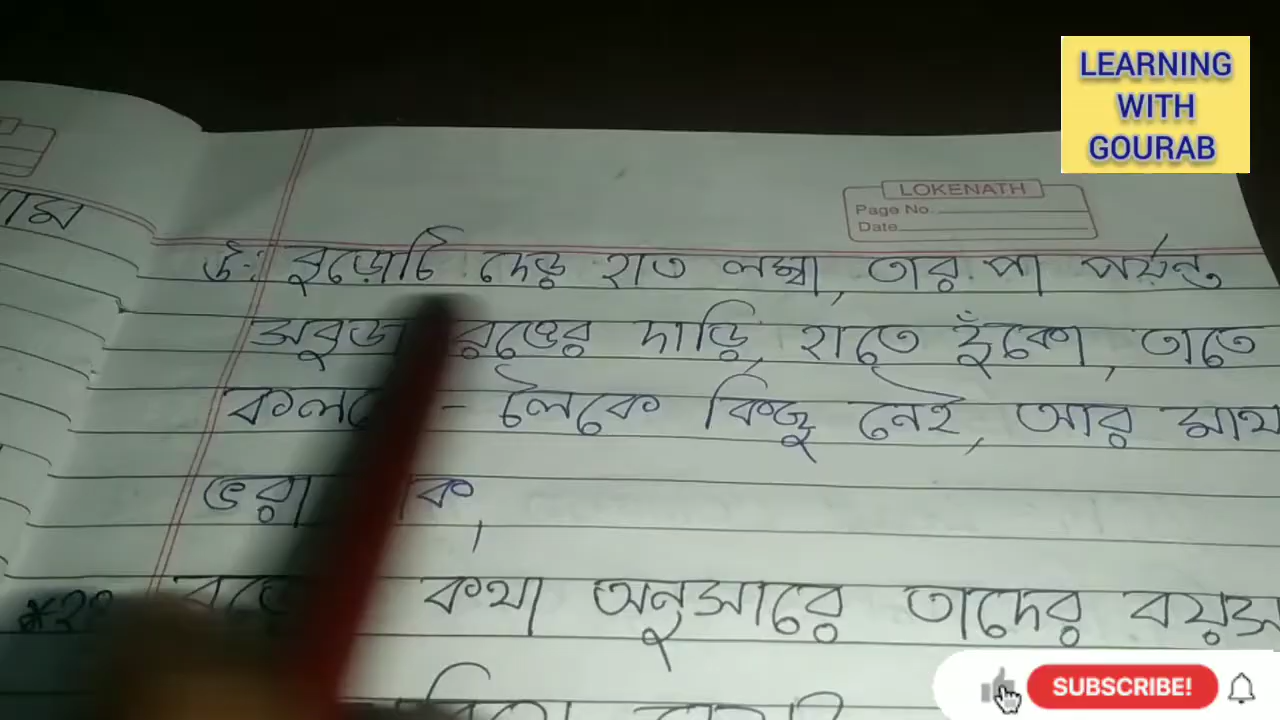 LEARNING
WITH
GOURAB
LOKENATH
Page No.
Date
উঃ বুড়োটি দেড় হাত লম্বা, তার পা পর্যন্ত
সবুজ রঙের দাড়ি, হাতে হুঁকো, তাতে
কলকে - টলকে কিচ্ছু নেই, আর মাথা
ভরা টাক,
কথা অনুসারে তাদের বয়স
SUBSCRIBE!